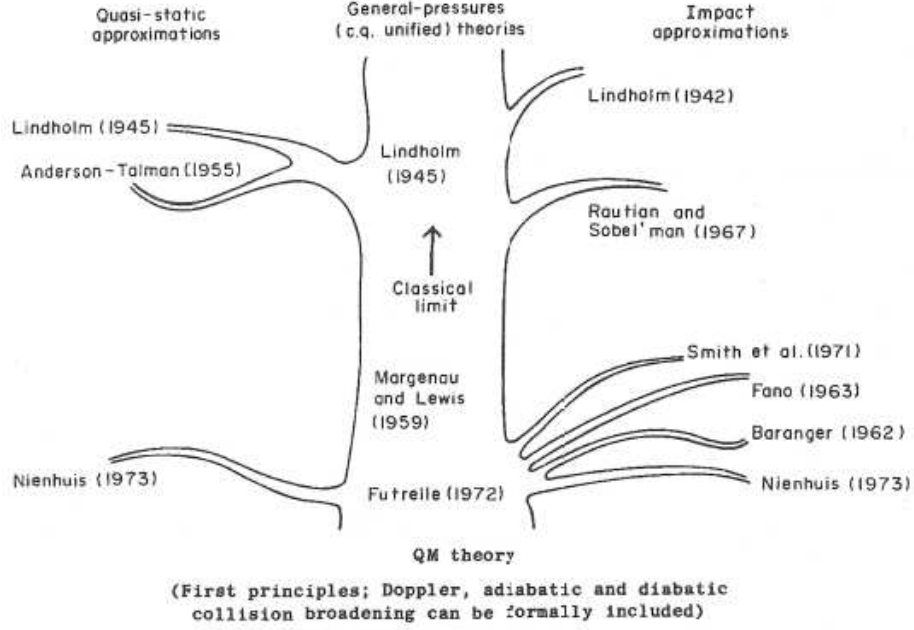 Quasi-static
approximations
General-pressures
(c.q. unified) theories
Impact
approximations
Lindholm (1942)
Lindholm (1945)
Anderson-Talman (1955)
Lindholm
(1945)
Rautian and
Sobel'man (1967)
Classical
limit
Smith et al. (1971)
Margenau
and Lewis
(1959)
Fano (1963)
Baranger (1962)
Nienhuis (1973)
Futrelle (1972)
Nienhuis (1973)
QM theory
(First principles; Doppler, adiabatic and diabatic
collision broadening can be formally included)